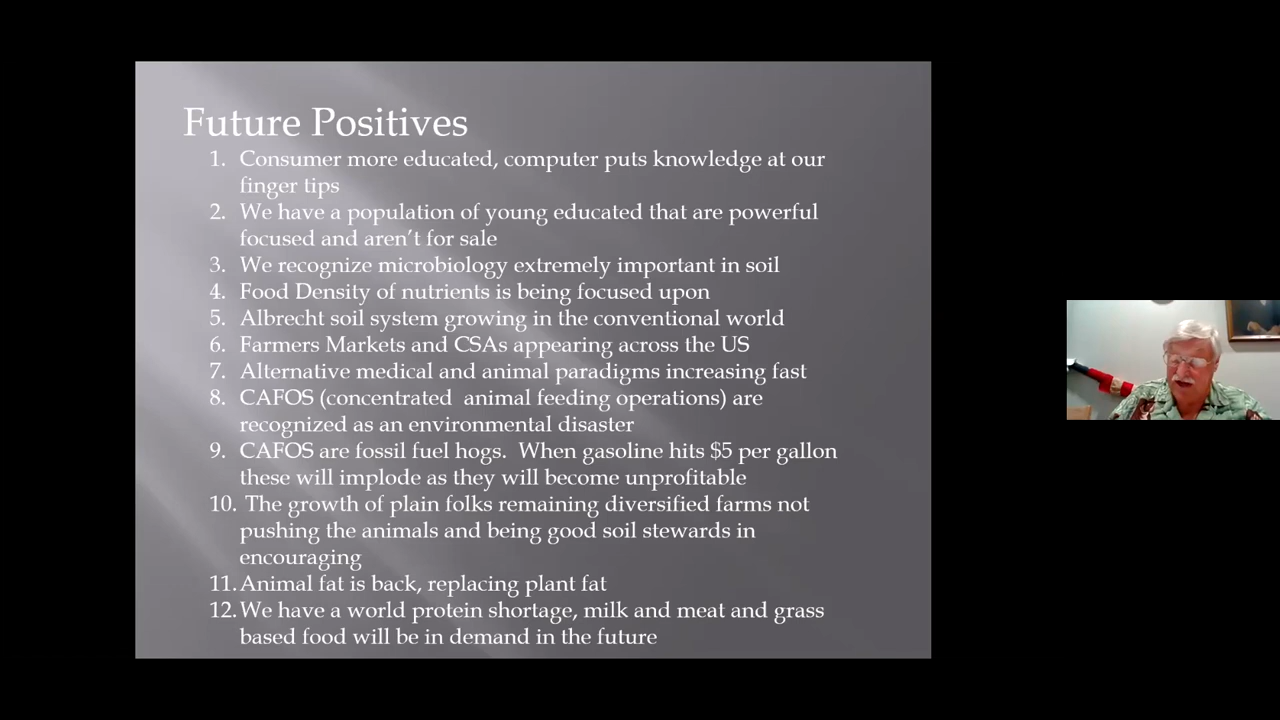 Future Positives
1. Consumer more educated, computer puts knowledge at our
finger tips
2. We have a population of young educated that are powerful
focused and aren't for sale
3. We recognize microbiology extremely important in soil
4. Food Density of nutrients is being focused upon
5. Albrecht soil system growing in the conventional world
6. Farmers Markets and CSAs appearing across the US
7. Alternative medical and animal paradigms increasing fast
8. CAFOS (concentrated animal feeding operations) are
recognized as an environmental disaster
9. CAFOS are fossil fuel hogs. When gasoline hits $5 per gallon
these will implode as they will become unprofitable
10. The growth of plain folks remaining diversified farms not
pushing the animals and being good soil stewards in
encouraging
11. Animal fat is back, replacing plant fat
12. We have a world protein shortage, milk and meat and grass
based food will be in demand in the future